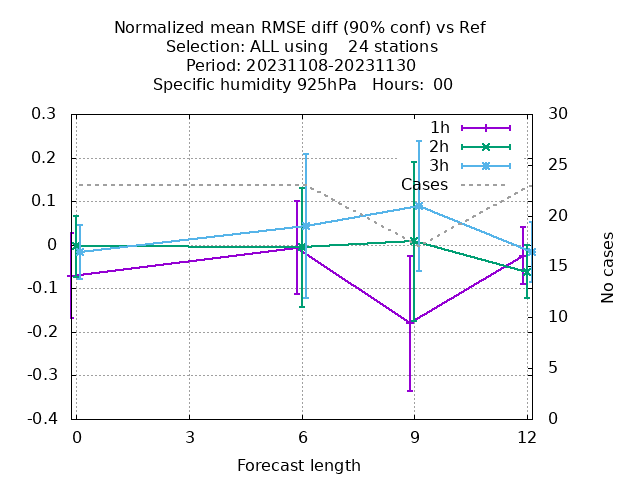 Normalized mean RMSE diff (90% conf) vs Ref
Selection: ALL using    24 stations
Period: 20231108-20231130
Specific humidity 925hPa   Hours:  00
1h
2h
3h
Cases
0.3
0.2
0.1
0
-0.1
-0.2
-0.3
-0.4
30
25
20
15
10
5
0
No cases
0
3
6
9
12
Forecast length